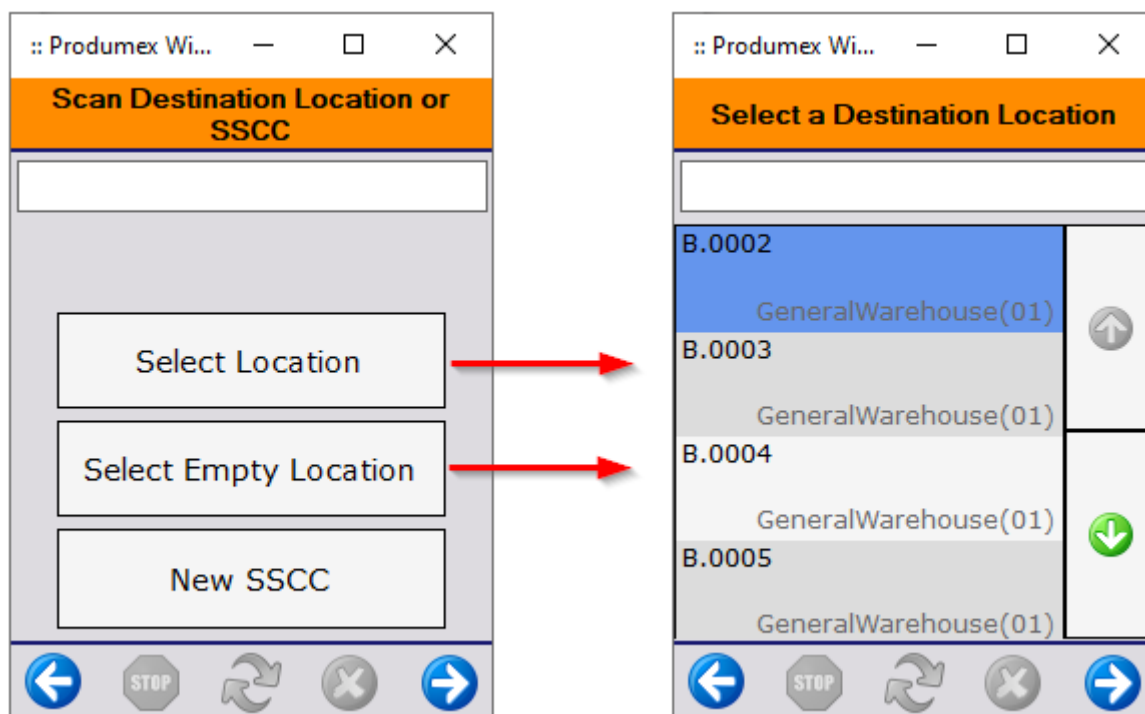 :: Produmex Wi...
Scan Destination Location or
SSCC
Select Location
Select Empty Location
New SSCC
STOP
:: Produmex Wi...
Select a Destination Location
B.0002
GeneralWarehouse(01)
B.0003
GeneralWarehouse(01)
B.0004
GeneralWarehouse(01)
B.0005
GeneralWarehouse(01)
STOP